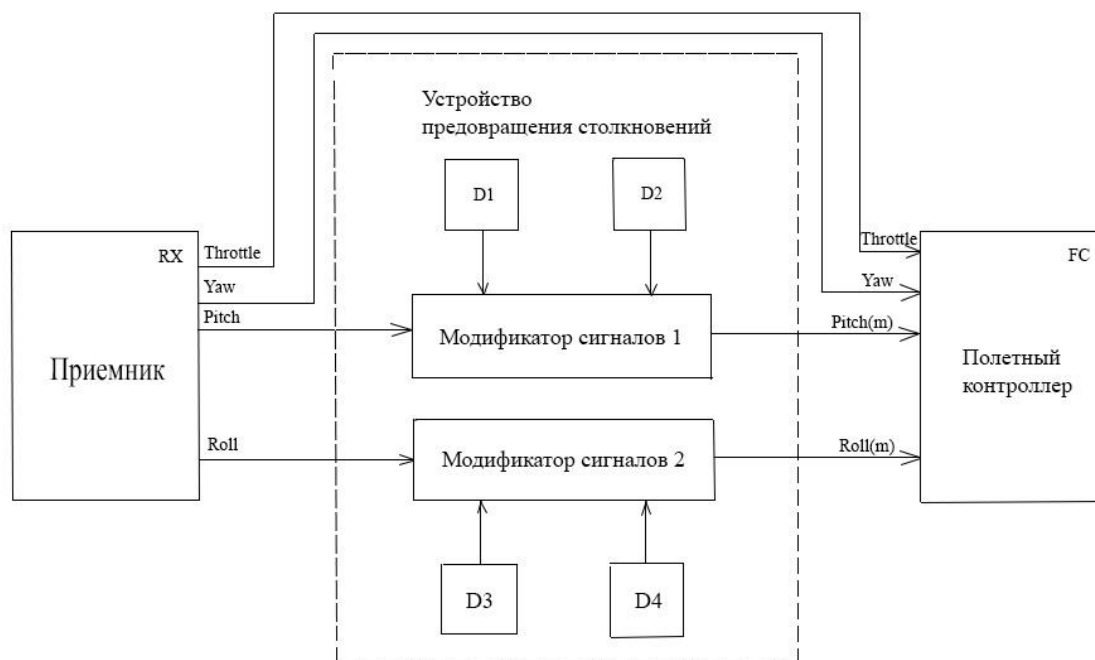 Устройство
предовращения столкновений
D1
D2
RX
Throttle
Yaw
Pitch
Приемник
Roll
Модификатор сигналов 1
Модификатор сигналов 2
D3
D4
Throttle
FC
Yaw
Pitch(m)
Полетный
контроллер
Roll(m)